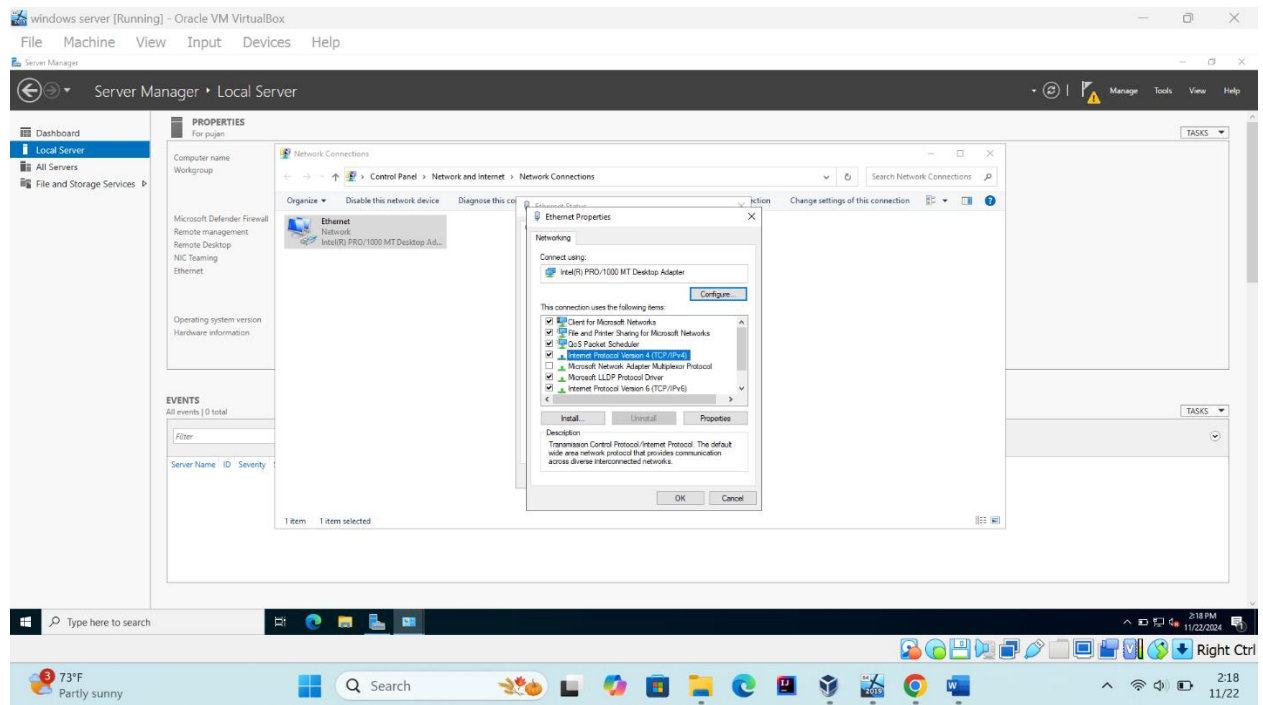 windows server [Running] - Oracle VM VirtualBox
File Machine View Input Devices Help
Server Manager
Server Manager • Local Server
Manage Tools View Help
Dashboard
Local Server
All Servers
File and Storage Services
PROPERTIES
For pujan
TASKS
Computer name
Workgroup
Microsoft Defender Firewall
Remote management
Remote Desktop
NIC Teaming
Ethernet
Operating system version
Hardware information
EVENTS
All events | 0 total
TASKS
Filter
Server Name ID Severity
Network Connections
Control Panel › Network and Internet › Network Connections
Search Network Connections
Organize Disable this network device Diagnose this co
ction Change settings of this connection
Ethernet
Network
Intel(R) PRO/1000 MT Desktop Ad...
1 item 1 item selected
Ethernet Status
Ethernet Properties
Networking
Connect using:
Intel(R) PRO/1000 MT Desktop Adapter
Configure...
This connection uses the following items:
Client for Microsoft Networks
File and Printer Sharing for Microsoft Networks
QoS Packet Scheduler
Internet Protocol Version 4 (TCP/IPv4)
Microsoft Network Adapter Multiplexor Protocol
Microsoft LLDP Protocol Driver
Internet Protocol Version 6 (TCP/IPv6)
Install... Uninstall Properties
Description
Transmission Control Protocol/Internet Protocol. The default
wide area network protocol that provides communication
across diverse interconnected networks.
OK Cancel
Type here to search
2:18 PM
11/22/2024
Right Ctrl
3
73°F
Partly sunny
Search
2:18
11/22